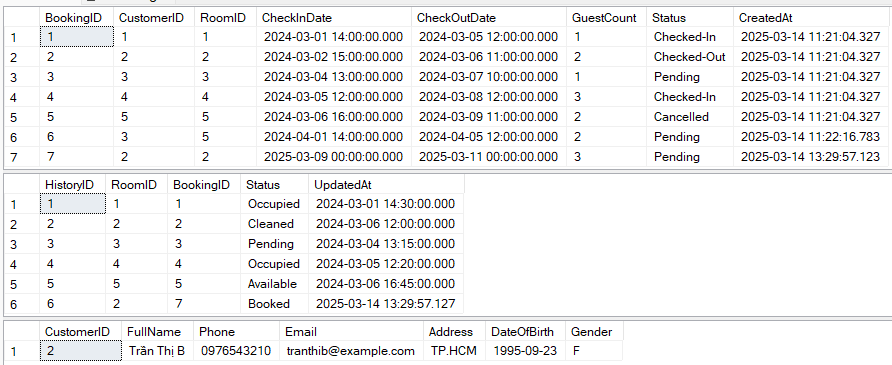 BookingID CustomerID RoomID CheckInDate CheckOutDate GuestCount Status CreatedAt
1 1 1 1 2024-03-01 14:00:00.000 2024-03-05 12:00:00.000 1 Checked-In 2025-03-14 11:21:04.327
2 2 2 2 2024-03-02 15:00:00.000 2024-03-06 11:00:00.000 2 Checked-Out 2025-03-14 11:21:04.327
3 3 3 3 2024-03-04 13:00:00.000 2024-03-07 10:00:00.000 1 Pending 2025-03-14 11:21:04.327
4 4 4 4 2024-03-05 12:00:00.000 2024-03-08 12:00:00.000 3 Checked-In 2025-03-14 11:21:04.327
5 5 5 5 2024-03-06 16:00:00.000 2024-03-09 11:00:00.000 2 Cancelled 2025-03-14 11:21:04.327
6 6 3 5 2024-04-01 14:00:00.000 2024-04-05 12:00:00.000 2 Pending 2025-03-14 11:22:16.783
7 7 2 2 2025-03-09 00:00:00.000 2025-03-11 00:00:00.000 3 Pending 2025-03-14 13:29:57.123
HistoryID RoomID BookingID Status UpdatedAt
1 1 1 1 Occupied 2024-03-01 14:30:00.000
2 2 2 2 Cleaned 2024-03-06 12:00:00.000
3 3 3 3 Pending 2024-03-04 13:15:00.000
4 4 4 4 Occupied 2024-03-05 12:20:00.000
5 5 5 5 Available 2024-03-06 16:45:00.000
6 6 2 7 Booked 2025-03-14 13:29:57.127
CustomerID FullName Phone Email Address DateOfBirth Gender
1 2 Trần Thị B 0976543210 tranthib@example.com TP.HCM 1995-09-23 F